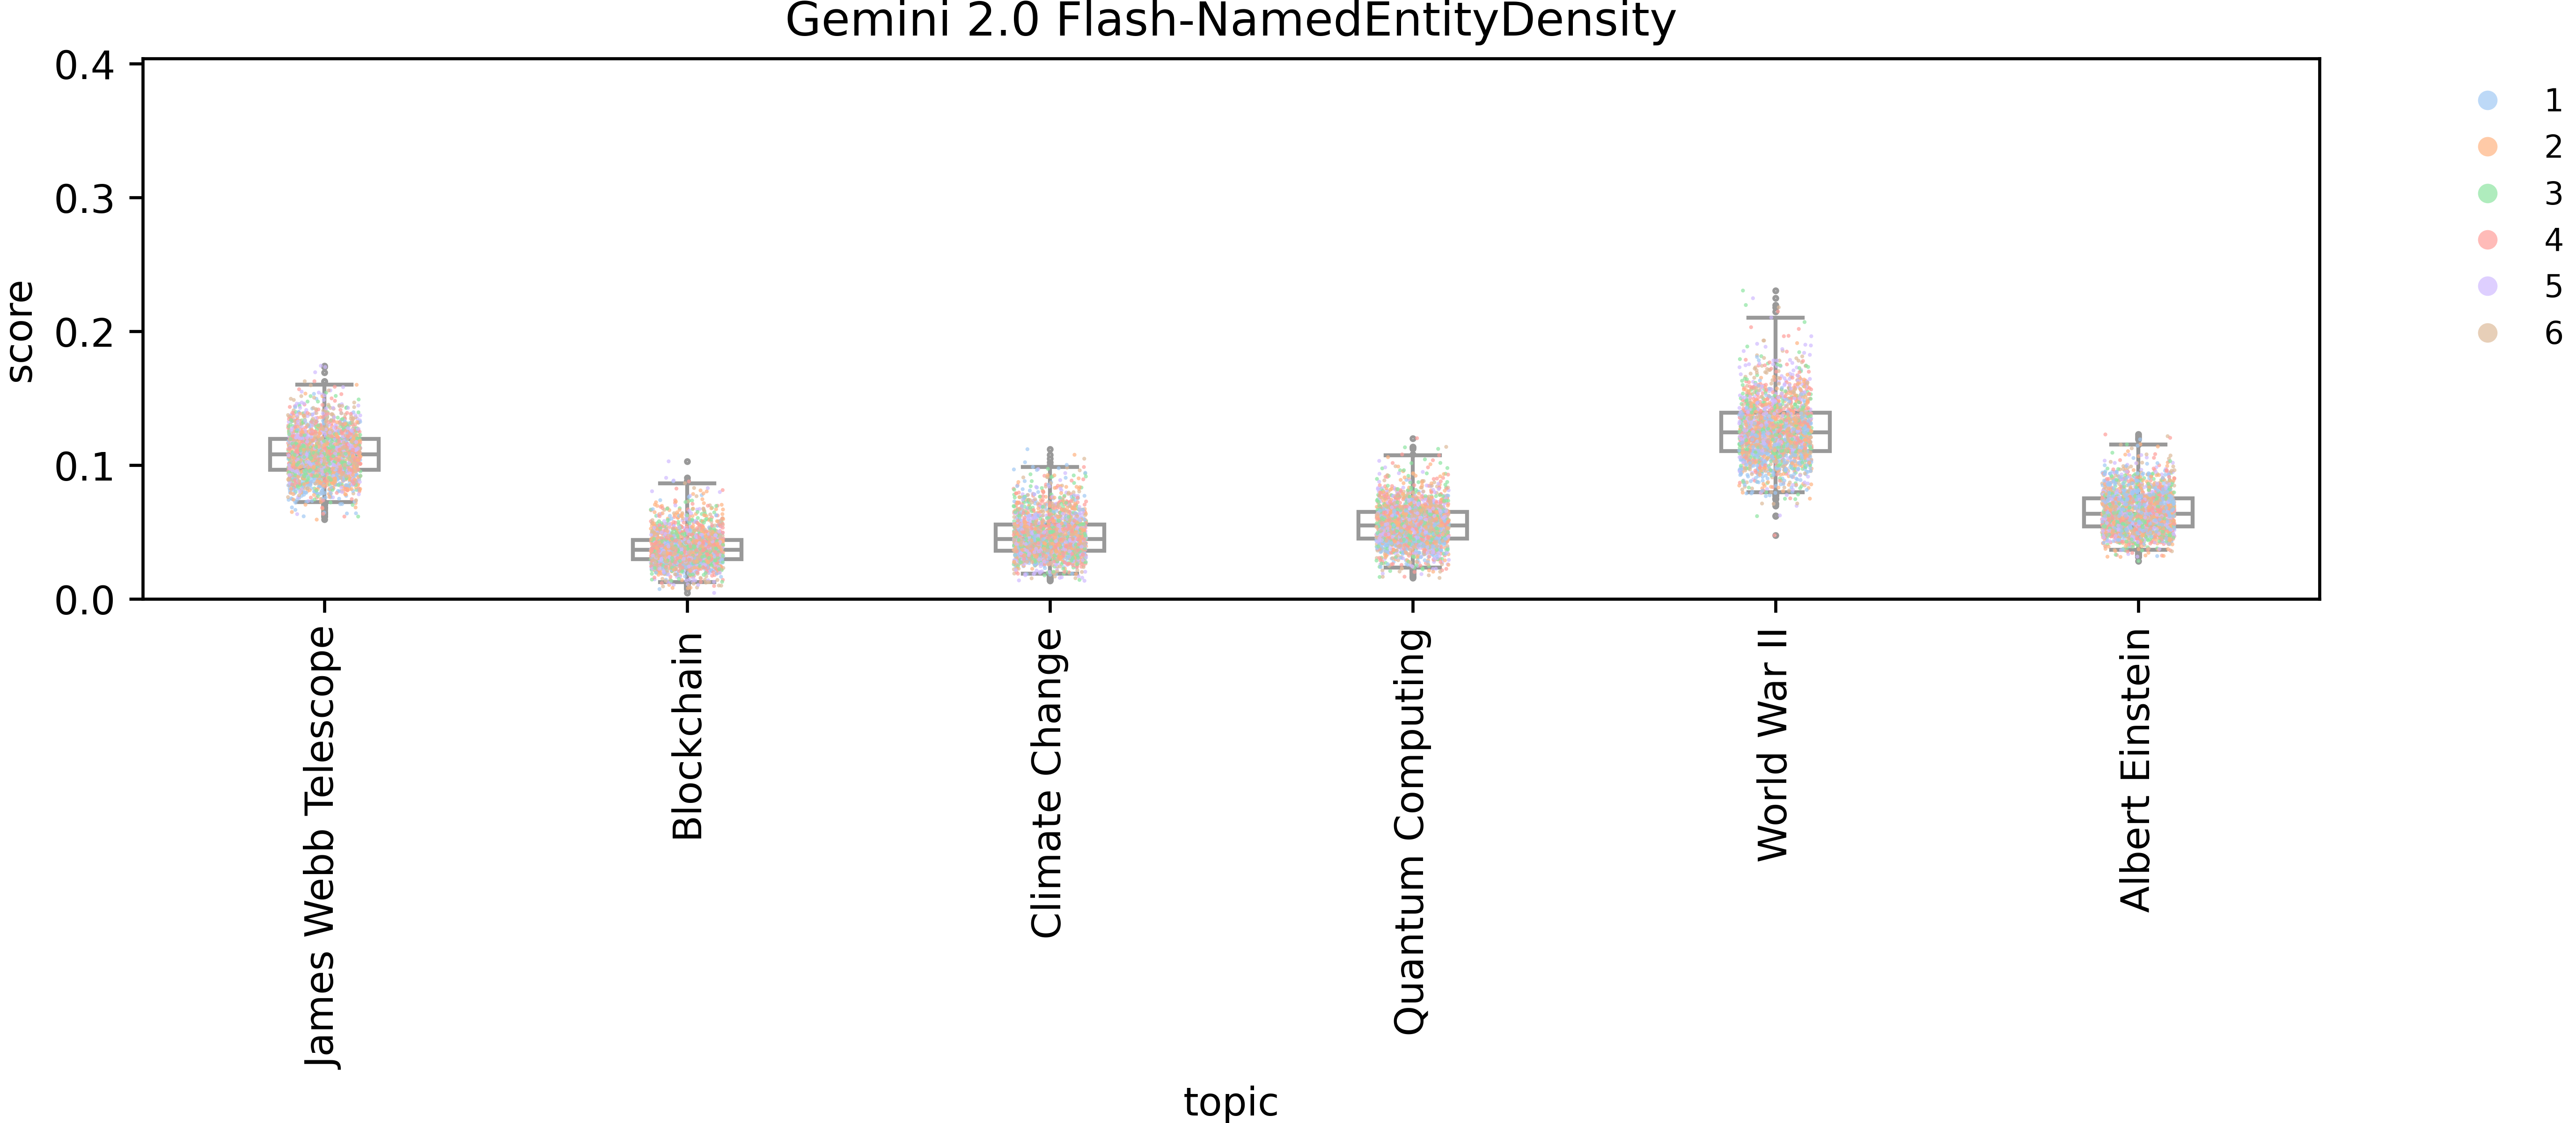 Gemini 2.0 Flash-NamedEntityDensity
score
0.4
0.3
0.2
0.1
0.0
1
2
3
4
5
6
James Webb Telescope
Blockchain
Climate Change
Quantum Computing
World War II
Albert Einstein
topic